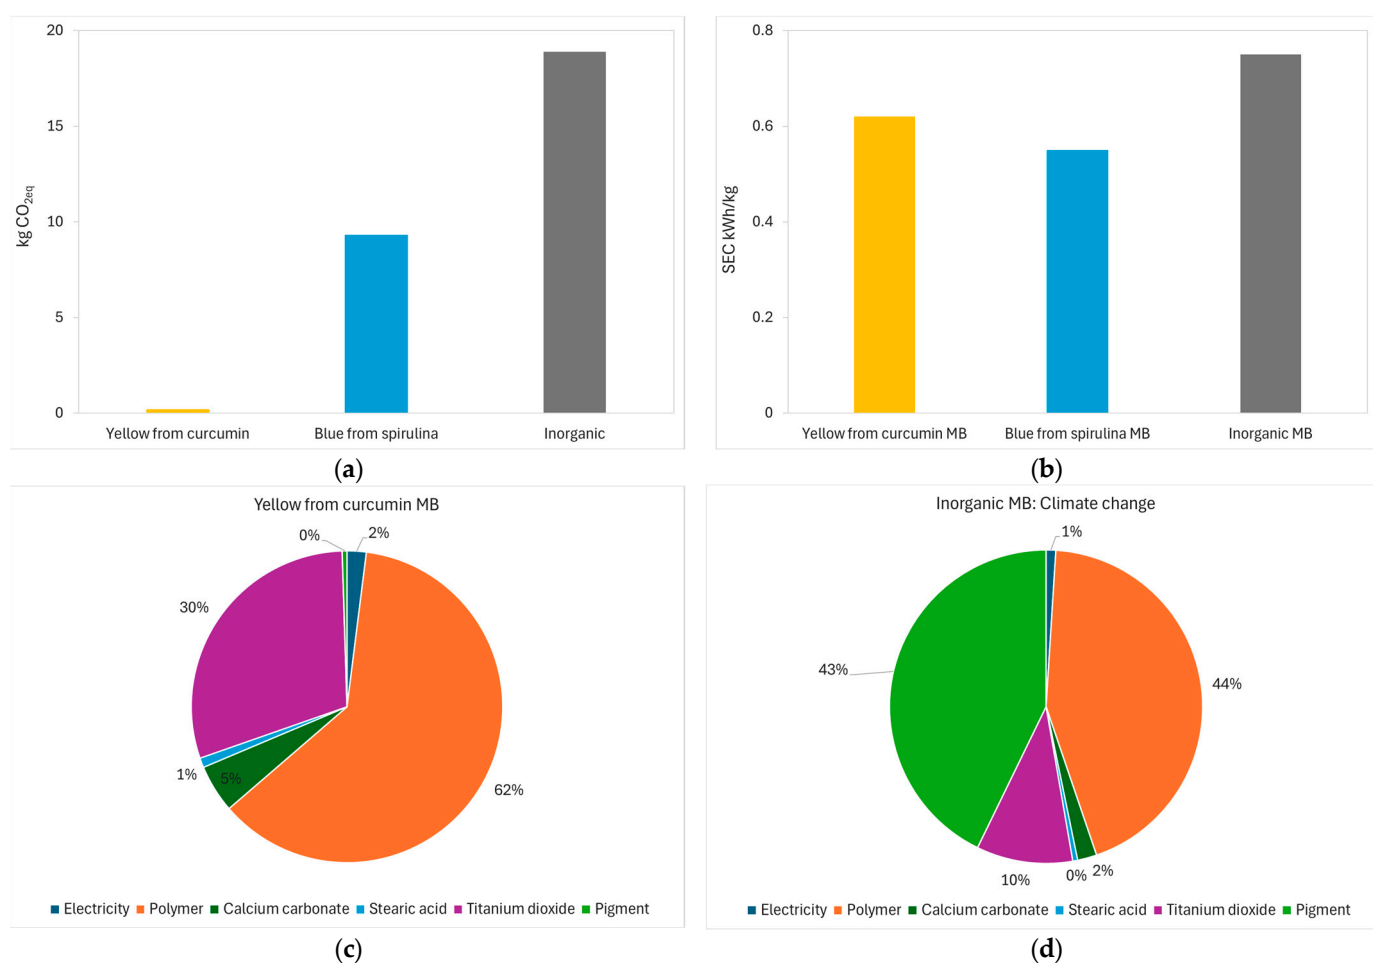 20
15
10
5
0
kg CO2eq
Yellow from curcumin
Blue from spirulina
Inorganic
(a)
0.8
0.6
0.4
0.2
0
SEC kWh/kg
Yellow from curcumin MB
Blue from spirulina MB
Inorganic MB
(b)
Yellow from curcumin MB
0%
2%
30%
1%
5%
62%
Electricity Polymer Calcium carbonate Stearic acid Titanium dioxide Pigment
(c)
Inorganic MB: Climate change
1%
43%
44%
10%
0%
2%
Electricity Polymer Calcium carbonate Stearic acid Titanium dioxide Pigment
(d)